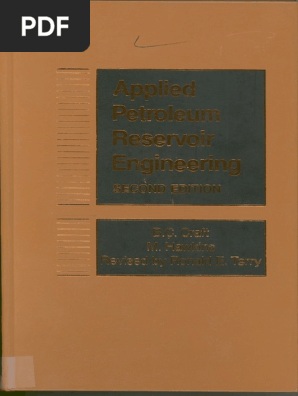 PDF
Applied
Petroleum
Reservoir
Engineering
SECOND EDITION
B.C. Craft
M. Hawkins
Revised by Ronald E. Terry